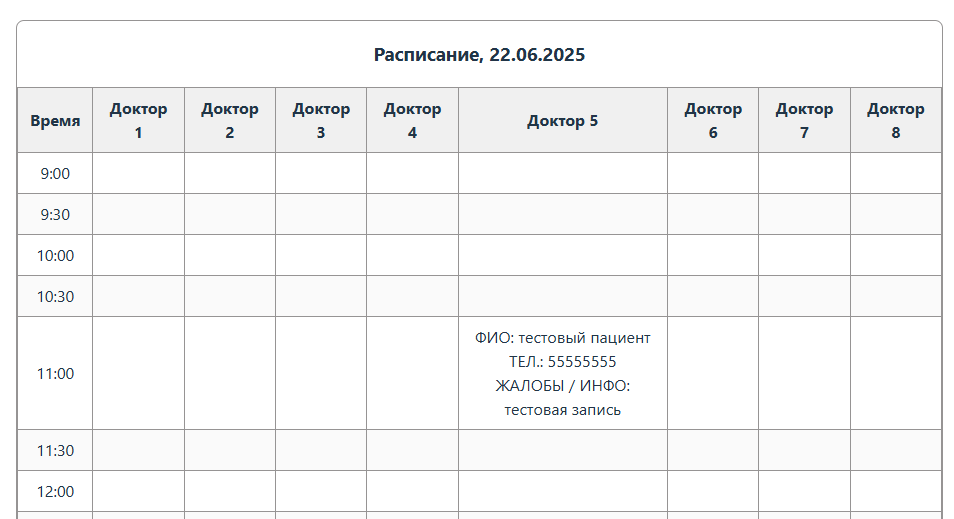 Расписание, 22.06.2025
Время
Доктор
1
Доктор
2
Доктор
3
Доктор
4
Доктор 5
Доктор
6
Доктор
7
Доктор
8
9:00
9:30
10:00
10:30
11:00
ФИО: тестовый пациент
ТЕЛ.: 55555555
ЖАЛОБЫ / ИНФО:
тестовая запись
11:30
12:00